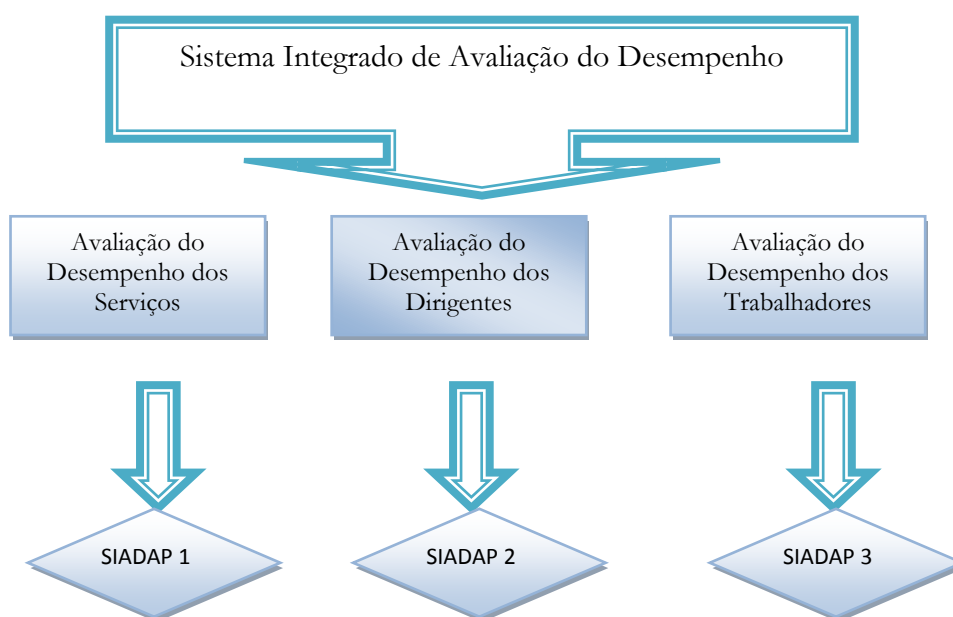 Sistema Integrado de Avaliação do Desempenho
Avaliação do
Desempenho dos
Serviços
Avaliação do
Desempenho dos
Dirigentes
Avaliação do
Desempenho dos
Trabalhadores
SIADAP 1
SIADAP 2
SIADAP 3